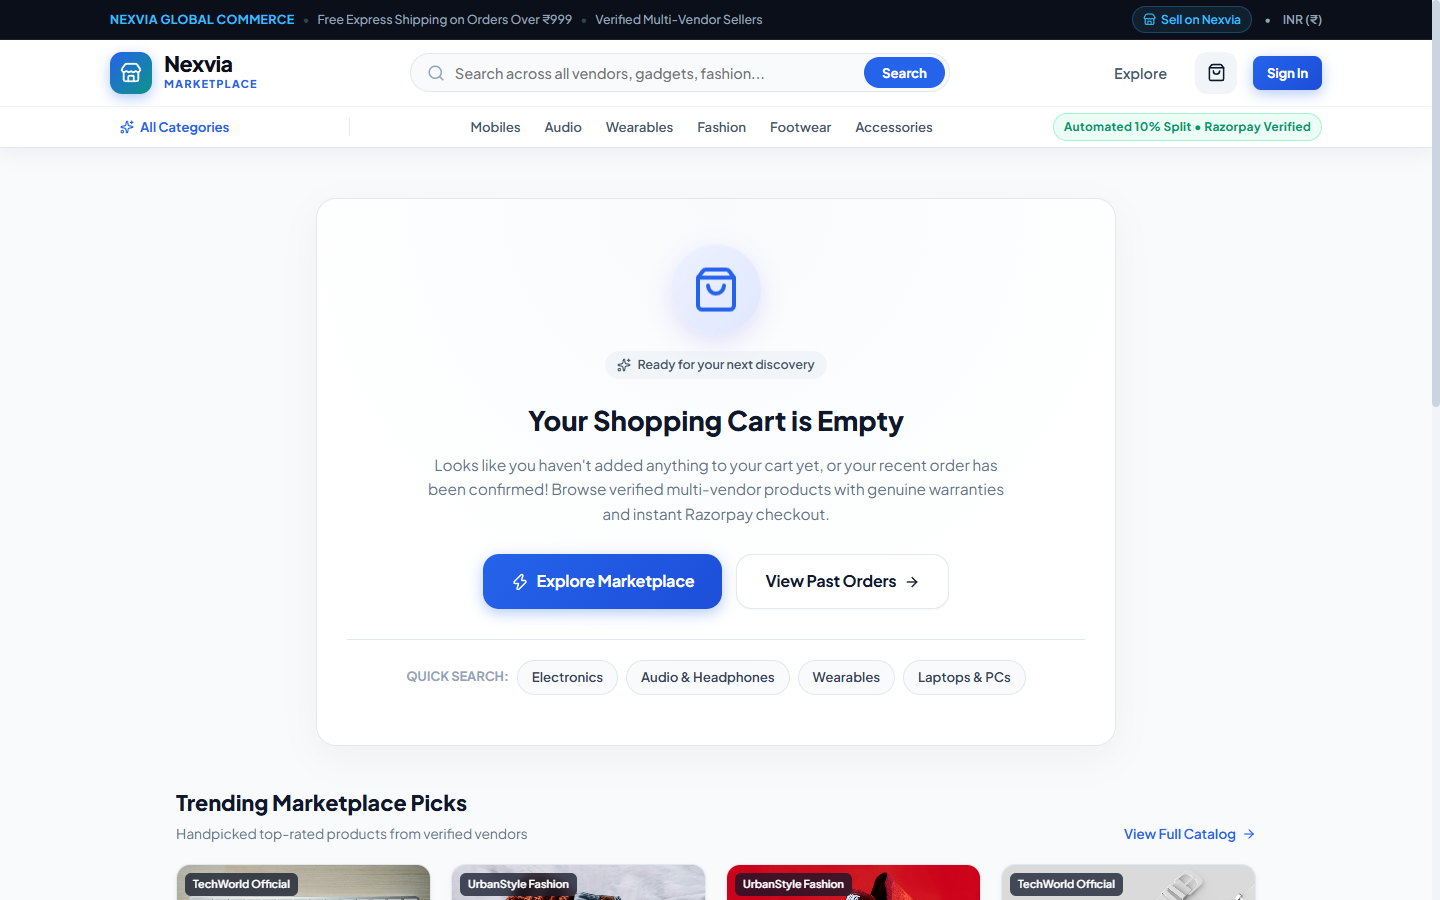 NEXVIA GLOBAL COMMERCE • Free Express Shipping on Orders Over ₹999 • Verified Multi-Vendor Sellers
Sell on Nexvia • INR (₹)
Nexvia
MARKETPLACE
Search across all vendors, gadgets, fashion...
Search
Explore
Sign In
All Categories
Mobiles
Audio
Wearables
Fashion
Footwear
Accessories
Automated 10% Split • Razorpay Verified
Ready for your next discovery
Your Shopping Cart is Empty
Looks like you haven't added anything to your cart yet, or your recent order has
been confirmed! Browse verified multi-vendor products with genuine warranties
and instant Razorpay checkout.
Explore Marketplace
View Past Orders →
QUICK SEARCH:
Electronics
Audio & Headphones
Wearables
Laptops & PCs
Trending Marketplace Picks
Handpicked top-rated products from verified vendors
View Full Catalog →
TechWorld Official
UrbanStyle Fashion
UrbanStyle Fashion
TechWorld Official